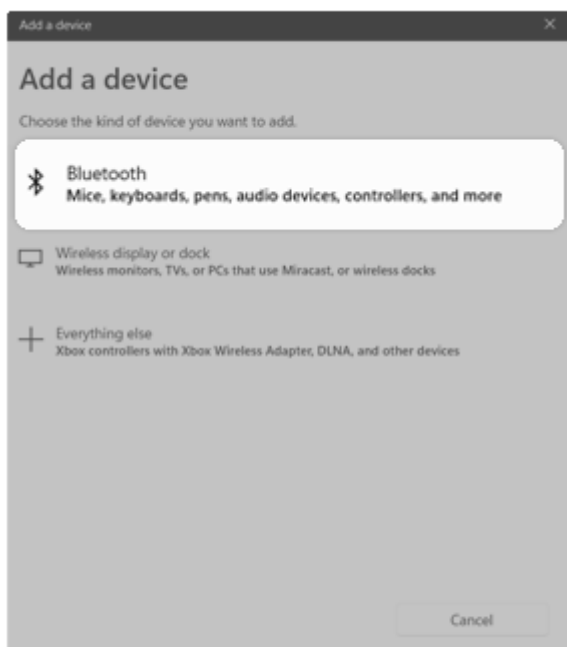 Add a device
Add a device
Choose the kind of device you want to add.
Bluetooth
Mice, keyboards, pens, audio devices, controllers, and more
Wireless display or dock
Wireless monitors, TVs, or PCs that use Miracast, or wireless docks
Everything else
Xbox controllers with Xbox Wireless Adapter, DLNA, and other devices
Cancel